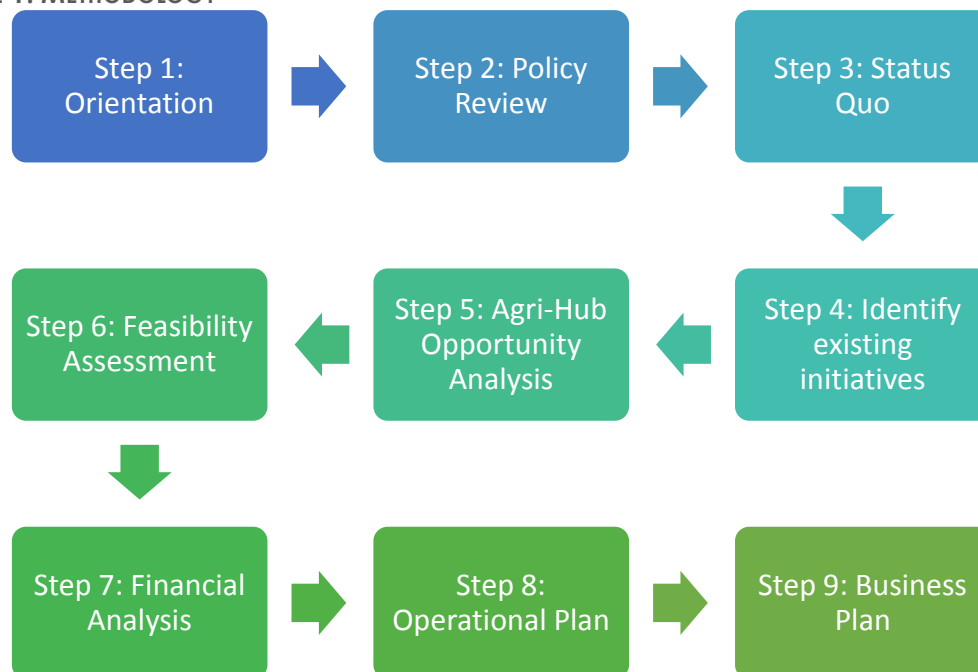 Step 1:
Orientation
Step 2: Policy
Review
Step 3: Status
Quo
Step 4: Identify
existing
initiatives
Step 5: Agri-Hub
Opportunity
Analysis
Step 6: Feasibility
Assessment
Step 7: Financial
Analysis
Step 8:
Operational Plan
Step 9: Business
Plan